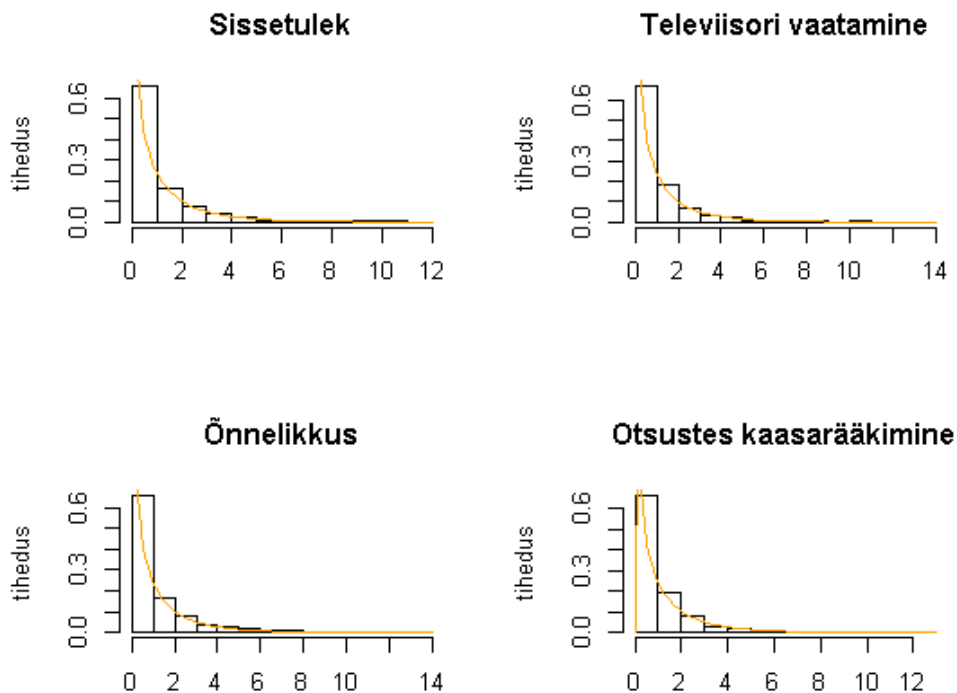 Sissetulek
tihedus
0.0 0.3 0.6
0 2 4 6 8 10 12
Televiisori vaatamine
tihedus
0.0 0.3 0.6
0 2 4 6 8 10 14
Õnnelikkus
tihedus
0.0 0.3 0.6
0 2 4 6 8 10 14
Otsustes kaasarääkimine
tihedus
0.0 0.3 0.6
0 2 4 6 8 10 12